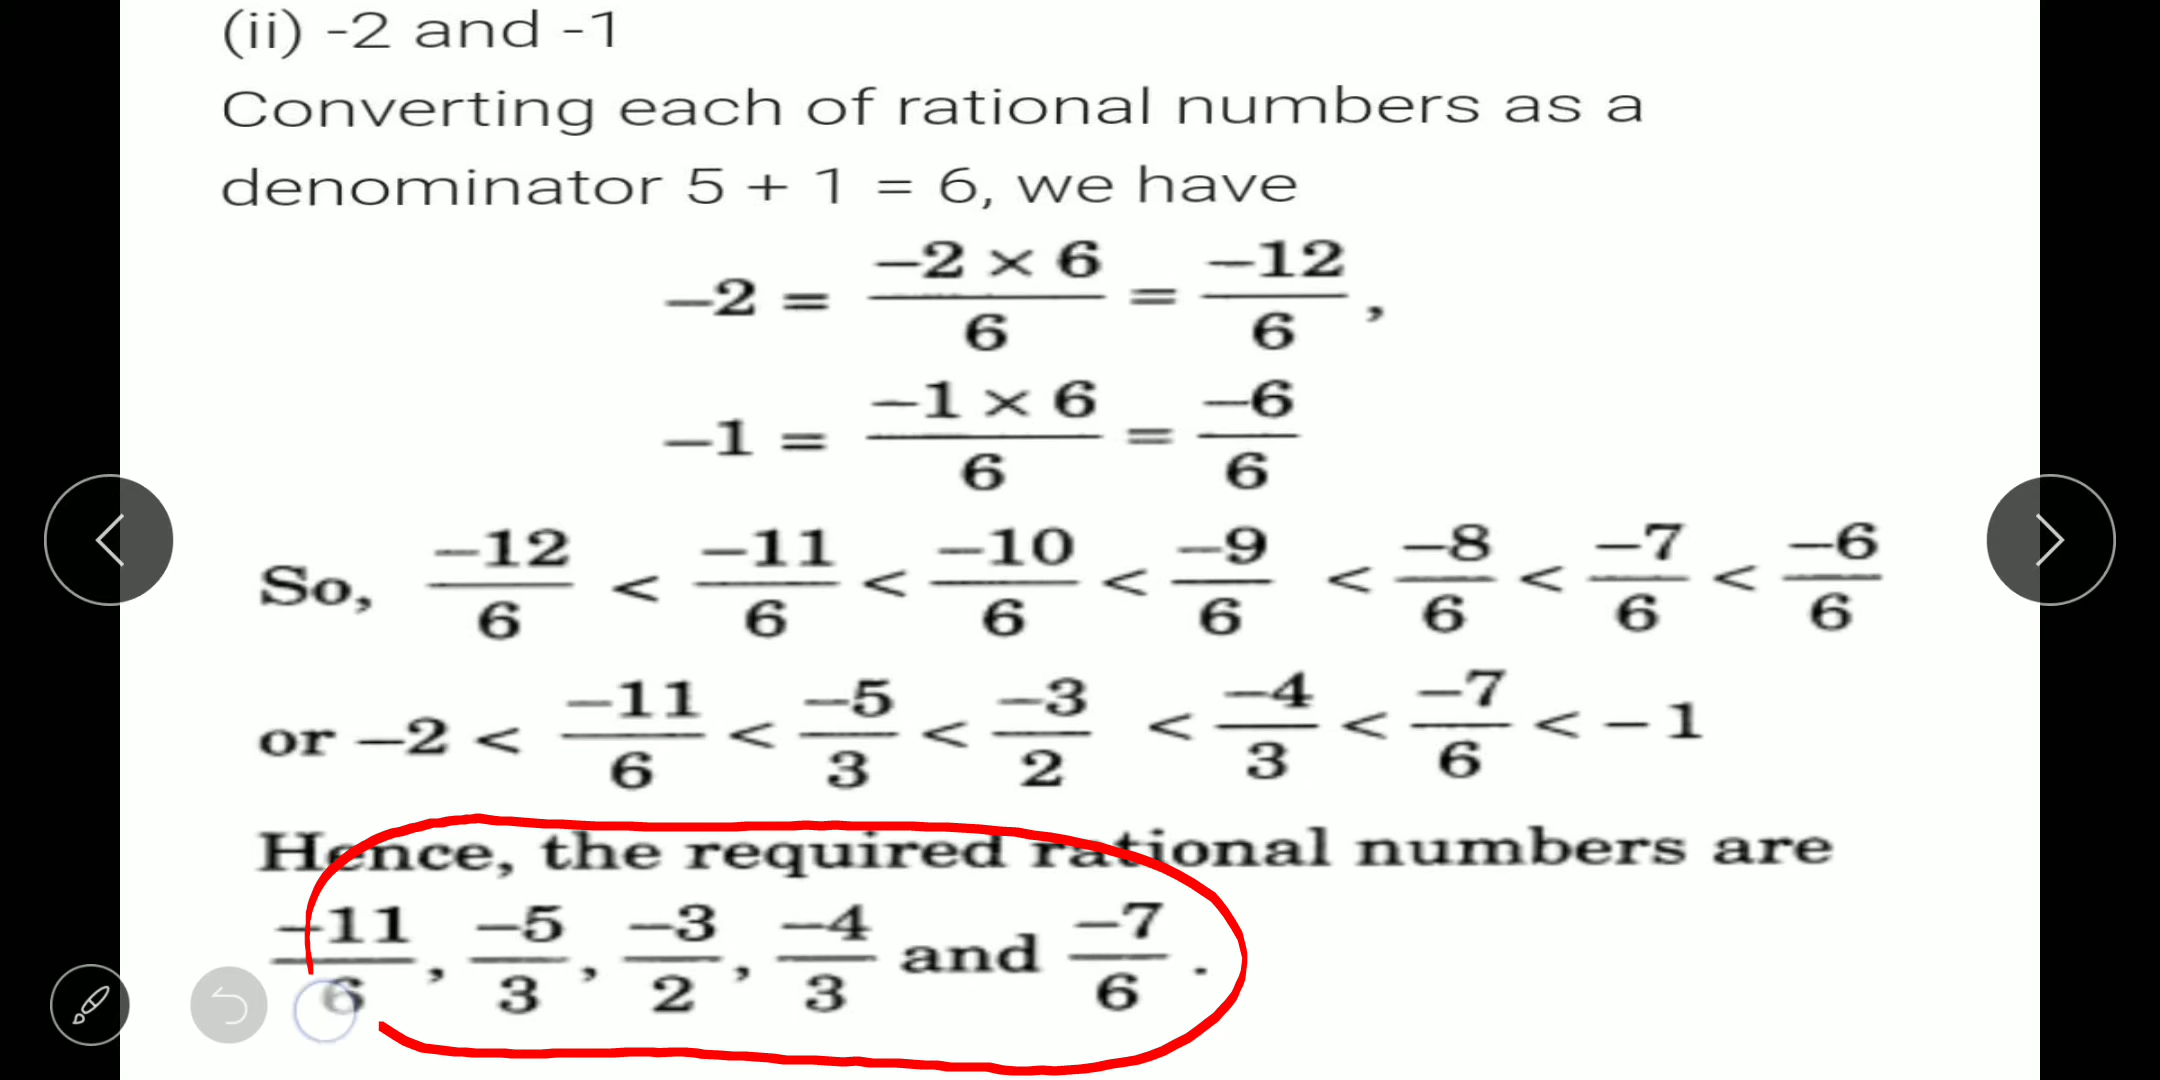 (ii) -2 and -1
Converting each of rational numbers as a
denominator 5 + 1 = 6, we have
−2 = −2 × 6 / 6 = −12 / 6 ,
−1 = −1 × 6 / 6 = −6 / 6
So, −12/6 < −11/6 < −10/6 < −9/6 < −8/6 < −7/6 < −6/6
or −2 < −11/6 < −5/3 < −3/2 < −4/3 < −7/6 < − 1
Hence, the required rational numbers are
−11/6 , −5/3 , −3/2 , −4/3 and −7/6 .